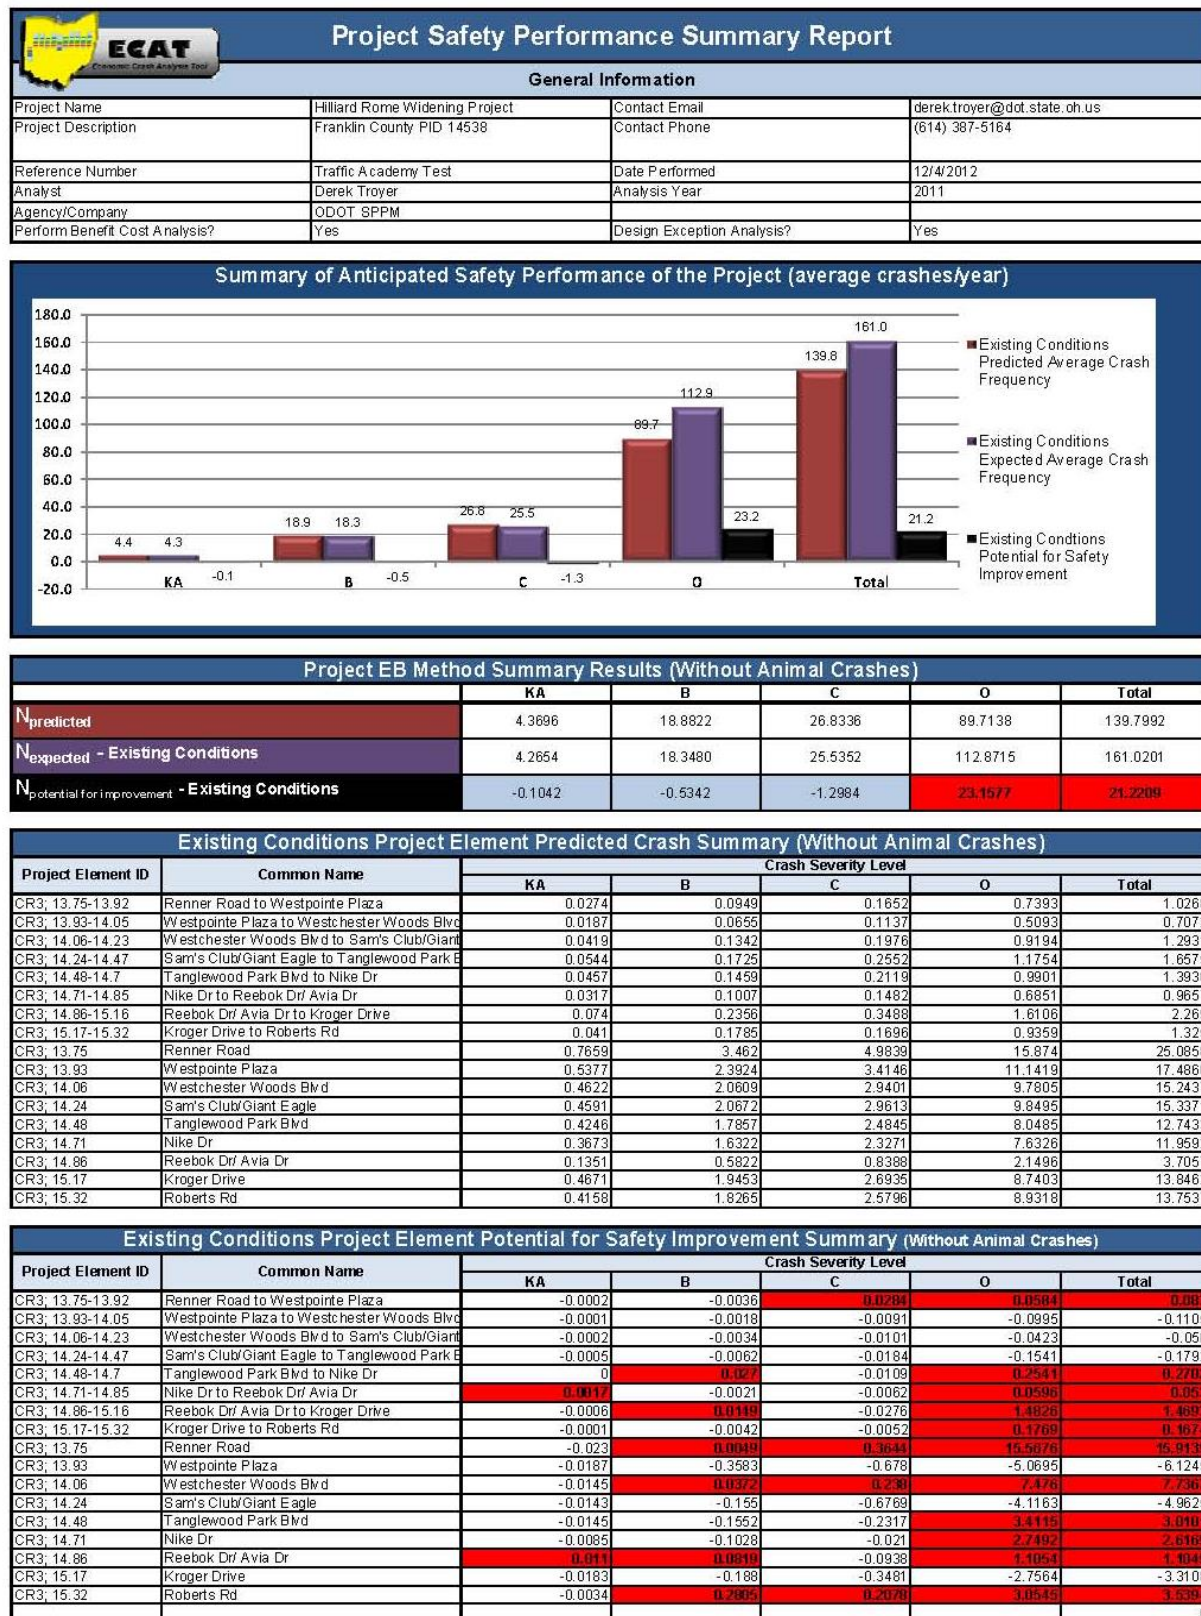 ECAT
Economic Crash Analysis Tool
Project Safety Performance Summary Report
General Information
Project Name Hilliard Rome Widening Project Contact Email derek.troyer@dot.state.oh.us
Project Description Franklin County PID 14538 Contact Phone (614) 387-5164
Reference Number Traffic Academy Test Date Performed 12/4/2012
Analyst Derek Troyer Analysis Year 2011
Agency/Company ODOT SPPM
Perform Benefit Cost Analysis? Yes Design Exception Analysis? Yes
Summary of Anticipated Safety Performance of the Project (average crashes/year)
180.0
160.0
140.0
120.0
100.0
80.0
60.0
40.0
20.0
0.0
-20.0
4.4 4.3 -0.1
18.9 18.3 -0.5
26.8 25.5 -1.3
89.7 112.9 23.2
139.8 161.0 21.2
KA B C O Total
Existing Conditions
Predicted Average Crash
Frequency
Existing Conditions
Expected Average Crash
Frequency
Existing Condtions
Potential for Safety
Improvement
Project EB Method Summary Results (Without Animal Crashes)
KA B C O Total
Npredicted 4.3696 18.8822 26.8336 89.7138 139.7992
Nexpected - Existing Conditions 4.2654 18.3480 25.5352 112.8715 161.0201
Npotential for improvement - Existing Conditions -0.1042 -0.5342 -1.2984 23.1577 21.2209
Existing Conditions Project Element Predicted Crash Summary (Without Animal Crashes)
Project Element ID Common Name Crash Severity Level
KA B C O Total
CR3; 13.75-13.92 Renner Road to Westpointe Plaza 0.0274 0.0949 0.1652 0.7393 1.026
CR3; 13.93-14.05 Westpointe Plaza to Westchester Woods Blvd 0.0187 0.0655 0.1137 0.5093 0.707
CR3; 14.06-14.23 Westchester Woods Blvd to Sam's Club/Giant 0.0419 0.1342 0.1976 0.9194 1.293
CR3; 14.24-14.47 Sam's Club/Giant Eagle to Tanglewood Park B 0.0544 0.1725 0.2552 1.1754 1.657
CR3; 14.48-14.7 Tanglewood Park Blvd to Nike Dr 0.0457 0.1459 0.2119 0.9901 1.393
CR3; 14.71-14.85 Nike Dr to Reebok Dr/ Avia Dr 0.0317 0.1007 0.1482 0.6851 0.965
CR3; 14.86-15.16 Reebok Dr/ Avia Dr to Kroger Drive 0.074 0.2356 0.3488 1.6106 2.26
CR3; 15.17-15.32 Kroger Drive to Roberts Rd 0.041 0.1785 0.1696 0.9359 1.32
CR3; 13.75 Renner Road 0.7659 3.462 4.9839 15.874 25.085
CR3; 13.93 Westpointe Plaza 0.5377 2.3924 3.4146 11.1419 17.486
CR3; 14.06 Westchester Woods Blvd 0.4622 2.0609 2.9401 9.7805 15.243
CR3; 14.24 Sam's Club/Giant Eagle 0.4591 2.0672 2.9613 9.8495 15.337
CR3; 14.48 Tanglewood Park Blvd 0.4246 1.7857 2.4845 8.0485 12.743
CR3; 14.71 Nike Dr 0.3673 1.6322 2.3271 7.6326 11.959
CR3; 14.86 Reebok Dr/ Avia Dr 0.1351 0.5822 0.8388 2.1496 3.705
CR3; 15.17 Kroger Drive 0.4671 1.9453 2.6935 8.7403 13.846
CR3; 15.32 Roberts Rd 0.4158 1.8265 2.5796 8.9318 13.753
Existing Conditions Project Element Potential for Safety Improvement Summary (Without Animal Crashes)
Project Element ID Common Name Crash Severity Level
KA B C O Total
CR3; 13.75-13.92 Renner Road to Westpointe Plaza -0.0002 -0.0036 0.0284 0.0584 0.08
CR3; 13.93-14.05 Westpointe Plaza to Westchester Woods Blvd -0.0001 -0.0018 -0.0091 -0.0995 -0.110
CR3; 14.06-14.23 Westchester Woods Blvd to Sam's Club/Giant -0.0002 -0.0034 -0.0101 -0.0423 -0.05
CR3; 14.24-14.47 Sam's Club/Giant Eagle to Tanglewood Park B -0.0005 -0.0062 -0.0184 -0.1541 -0.179
CR3; 14.48-14.7 Tanglewood Park Blvd to Nike Dr 0 0.027 -0.0109 0.2541 0.270
CR3; 14.71-14.85 Nike Dr to Reebok Dr/ Avia Dr 0.0017 -0.0021 -0.0062 0.0596 0.05
CR3; 14.86-15.16 Reebok Dr/ Avia Dr to Kroger Drive -0.0006 0.0149 -0.0276 1.4826 1.469
CR3; 15.17-15.32 Kroger Drive to Roberts Rd -0.0001 -0.0042 -0.0052 0.1769 0.167
CR3; 13.75 Renner Road -0.023 0.0049 0.3644 15.5676 15.913
CR3; 13.93 Westpointe Plaza -0.0187 -0.3583 -0.678 -5.0695 -6.124
CR3; 14.06 Westchester Woods Blvd -0.0145 0.0372 0.238 7.476 7.736
CR3; 14.24 Sam's Club/Giant Eagle -0.0143 -0.155 -0.6769 -4.1163 -4.962
CR3; 14.48 Tanglewood Park Blvd -0.0145 -0.1552 -0.2317 3.4115 3.010
CR3; 14.71 Nike Dr -0.0085 -0.1028 -0.021 2.7492 2.616
CR3; 14.86 Reebok Dr/ Avia Dr 0.011 0.0819 -0.0938 1.1054 1.104
CR3; 15.17 Kroger Drive -0.0183 -0.188 -0.3481 -2.7564 -3.310
CR3; 15.32 Roberts Rd -0.0034 0.2805 0.2078 3.0545 3.539